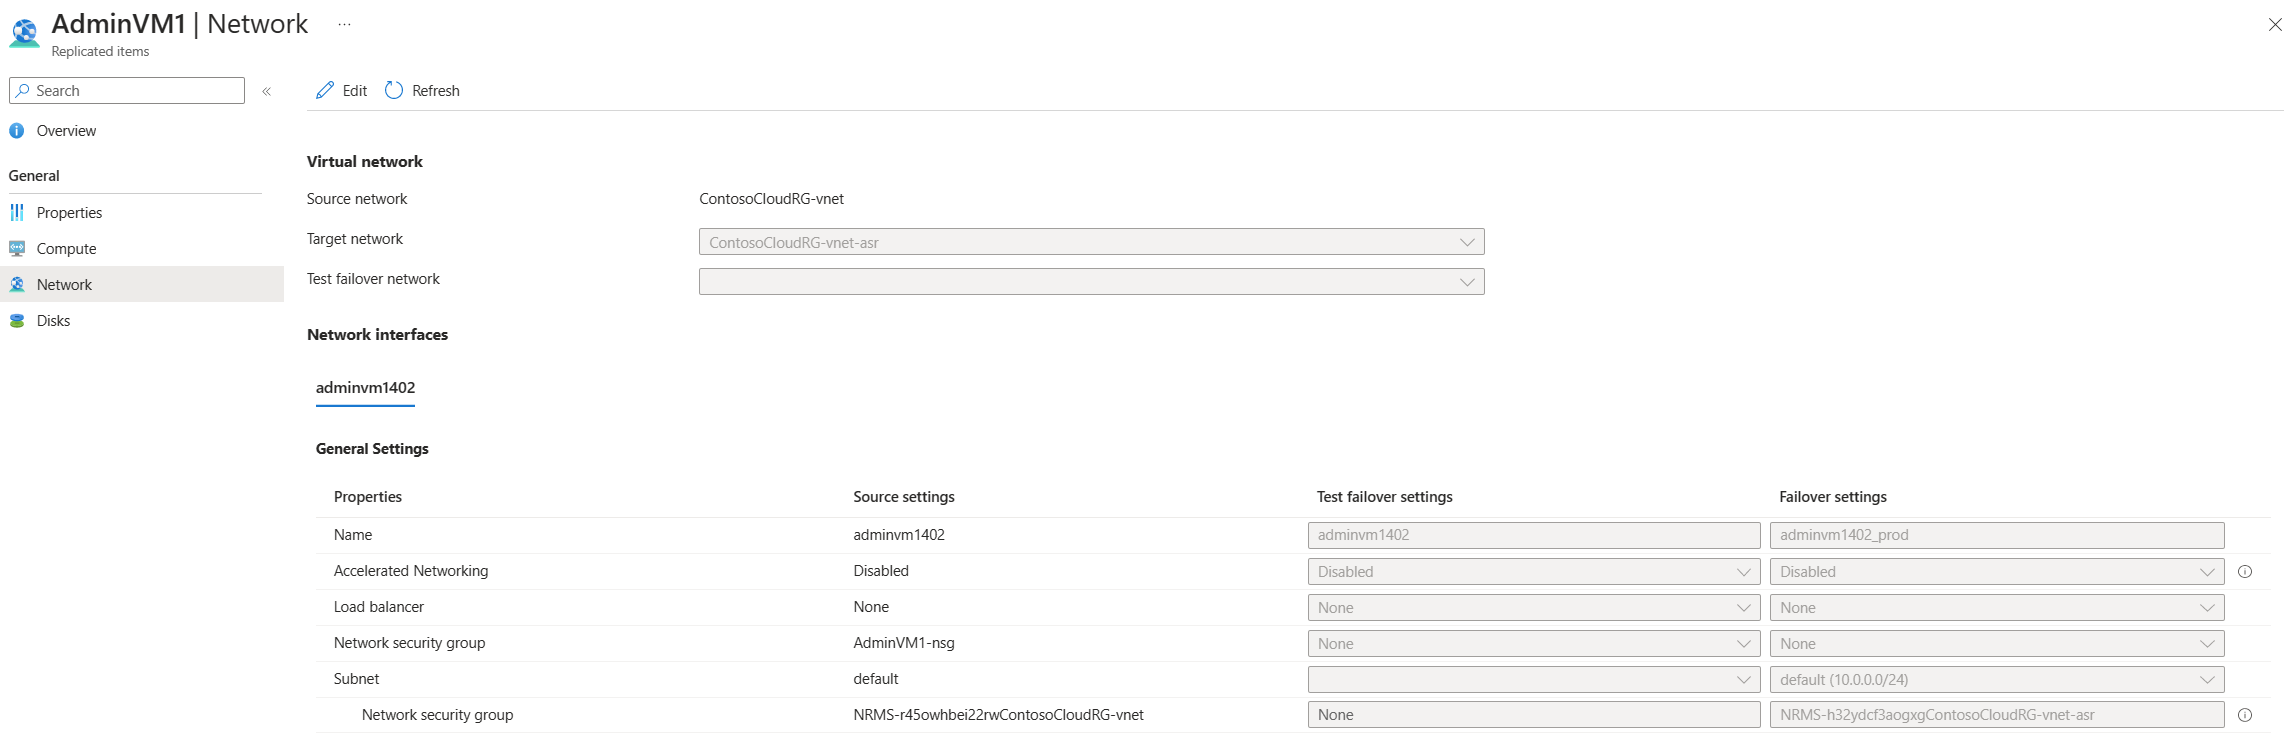 AdminVM1 | Network ...
Replicated items
Search «
Edit Refresh
Overview
General
Properties
Compute
Network
Disks
Virtual network
Source network ContosoCloudRG-vnet
Target network ContosoCloudRG-vnet-asr
Test failover network
Network interfaces
adminvm1402
General Settings
Properties Source settings Test failover settings Failover settings
Name adminvm1402 adminvm1402 adminvm1402_prod
Accelerated Networking Disabled Disabled Disabled
Load balancer None None None
Network security group AdminVM1-nsg None None
Subnet default default (10.0.0.0/24)
Network security group NRMS-r45owhbei22rwContosoCloudRG-vnet None NRMS-h32ydcf3aogxgContosoCloudRG-vnet-asr